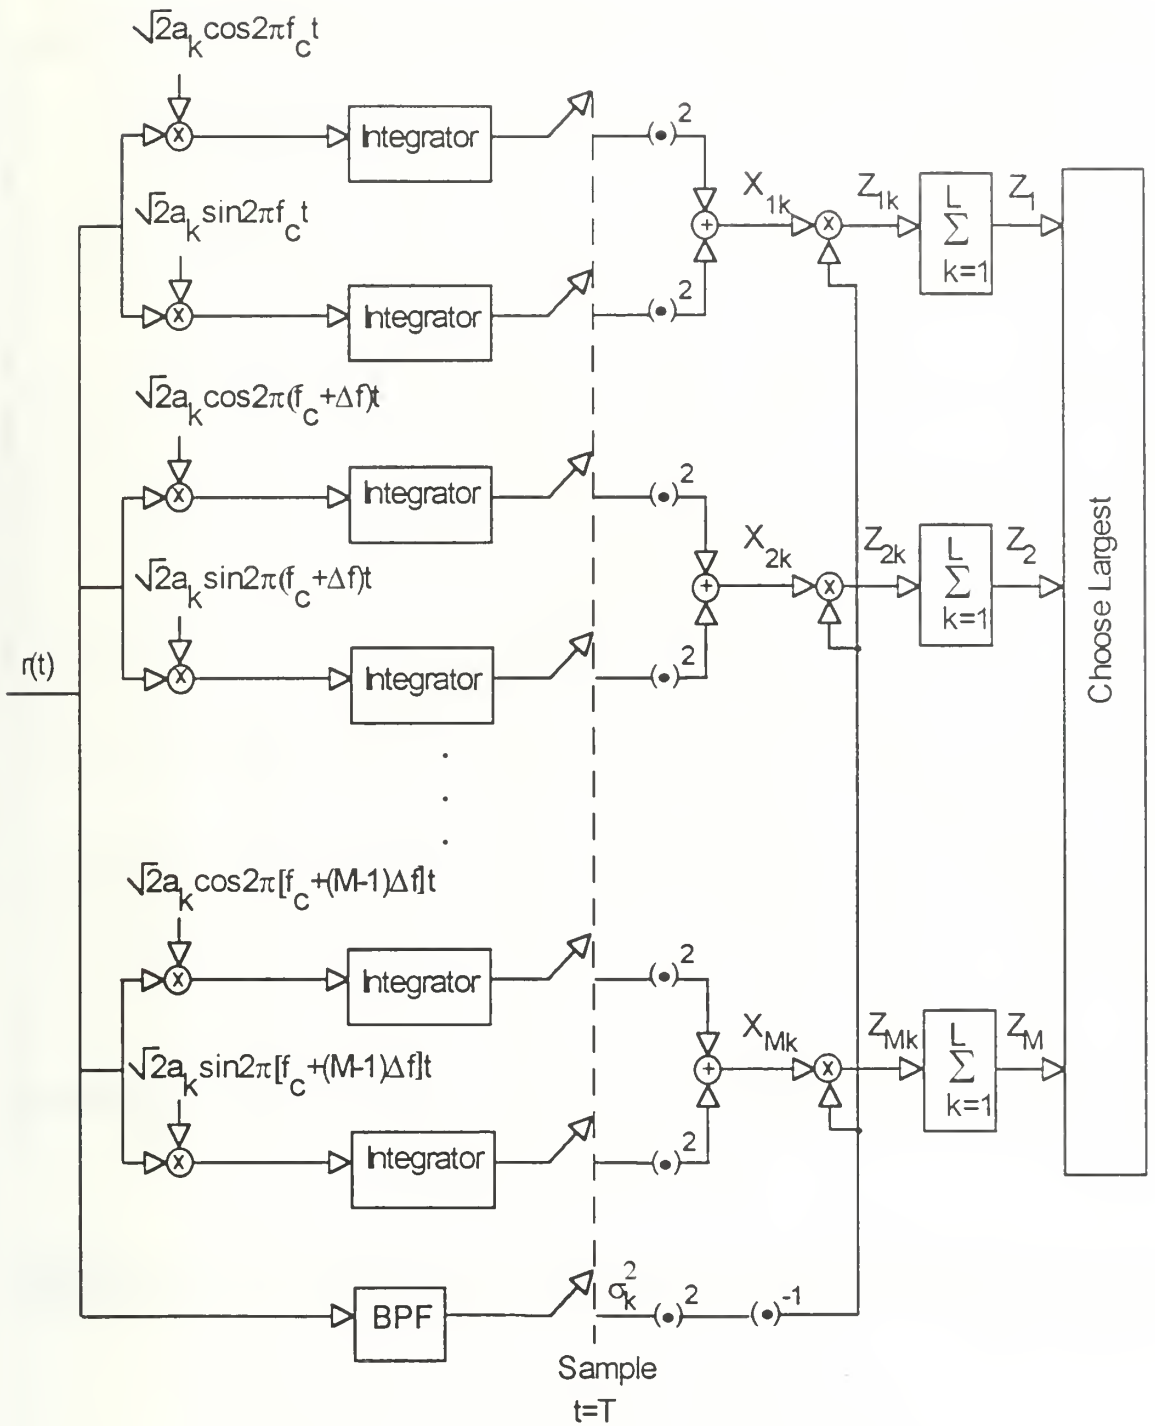 √2a_k cos2πf_c t
Integrator
(•)²
√2a_k sin2πf_c t
X_1k
Z_1k
L
Σ
k=1
Z_1
Integrator
(•)²
√2a_k cos2π(f_c+Δf)t
Integrator
(•)²
√2a_k sin2π(f_c+Δf)t
X_2k
Z_2k
L
Σ
k=1
Z_2
Choose Largest
r(t)
Integrator
(•)²
.
.
.
√2a_k cos2π[f_c+(M-1)Δf]t
Integrator
(•)²
√2a_k sin2π[f_c+(M-1)Δf]t
X_Mk
Z_Mk
L
Σ
k=1
Z_M
Integrator
(•)²
BPF
σ_k²
(•)²
(•)⁻¹
Sample
t=T